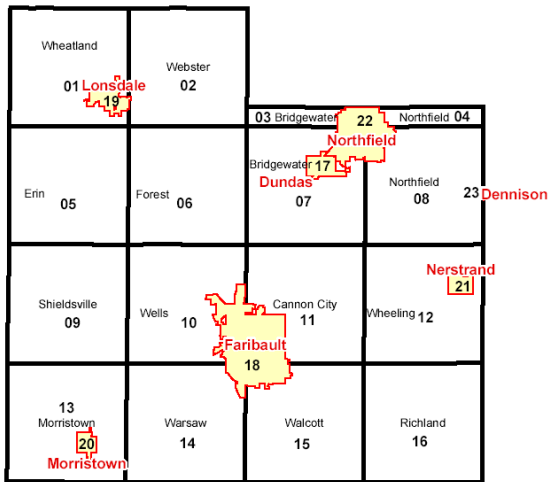 Wheatland
Webster
01
Lonsdale
02
19
03 Bridgewater
22
Northfield 04
Northfield
Bridgewater
17
Dundas
07
Northfield
08
23 Dennison
Erin
05
Forest
06
Nerstrand
21
Shieldsville
09
Wells
10
Cannon City
11
Wheeling
12
Faribault
18
13
Morristown
20
Morristown
Warsaw
14
Walcott
15
Richland
16